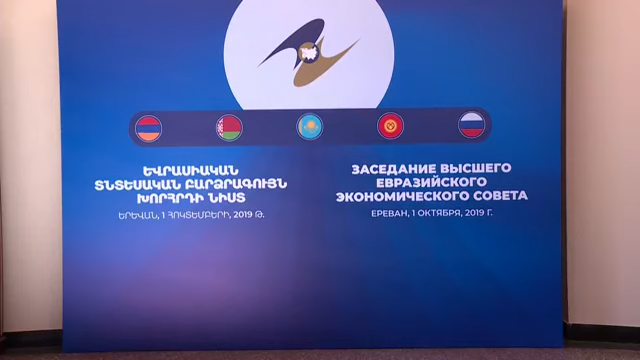 ԵՎՐԱՍԻԱԿԱՆ
ՏՆՏԵՍԱԿԱՆ ԲԱՐՁՐԱԳՈՒՅՆ
ԽՈՐՀՐԴԻ ՆԻՍՏ
ԵՐԵՎԱՆ, 1 ՀՈԿՏԵՄԲԵՐԻ, 2019 Թ.
ЗАСЕДАНИЕ ВЫСШЕГО
ЕВРАЗИЙСКОГО
ЭКОНОМИЧЕСКОГО СОВЕТА
ЕРЕВАН, 1 ОКТЯБРЯ, 2019 Г.